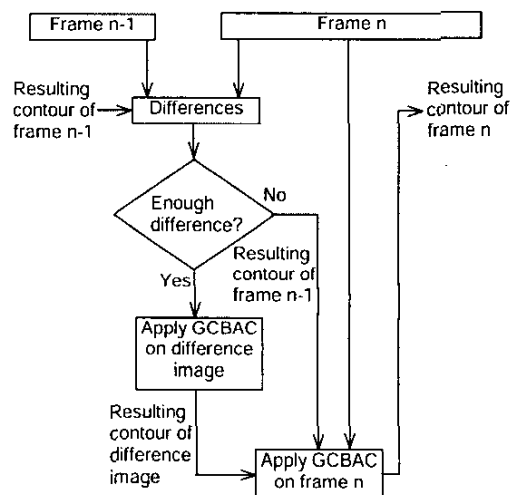 Frame n-1
Frame n
Resulting
contour of
frame n-1
Differences
Resulting
contour of
frame n
Enough
difference?
No
Yes
Resulting
contour of
frame n-1
Apply GCBAC
on difference
image
Resulting
contour of
difference
image
Apply GCBAC
on frame n